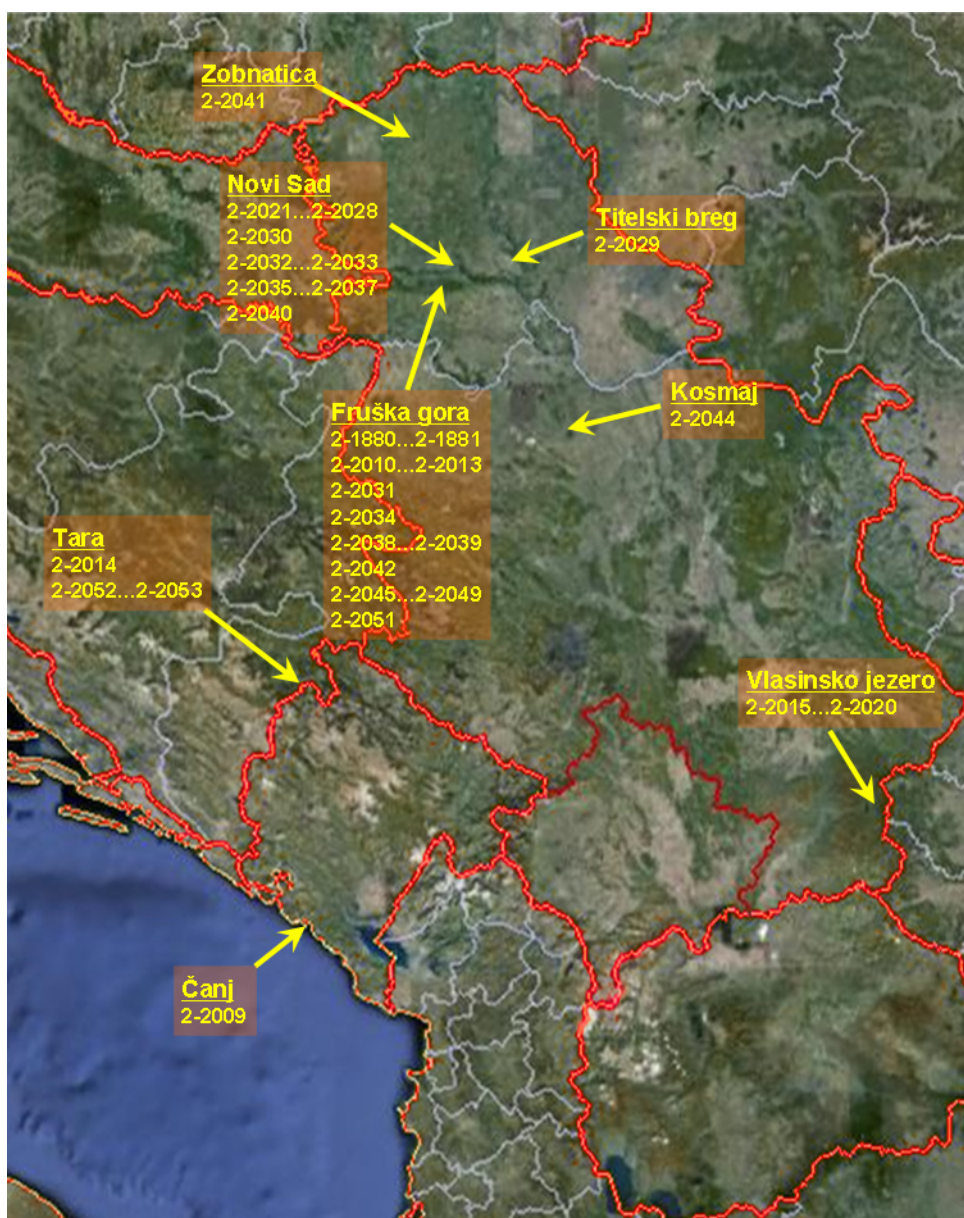 Zobnatica
2-2041
Novi Sad
2-2021...2-2028
2-2030
2-2032...2-2033
2-2035...2-2037
2-2040
Titelski breg
2-2029
Kosmaj
2-2044
Fruška gora
2-1880...2-1881
2-2010...2-2013
2-2031
2-2034
2-2038...2-2039
2-2042
2-2045...2-2049
2-2051
Tara
2-2014
2-2052...2-2053
Vlasinsko jezero
2-2015...2-2020
Čanj
2-2009